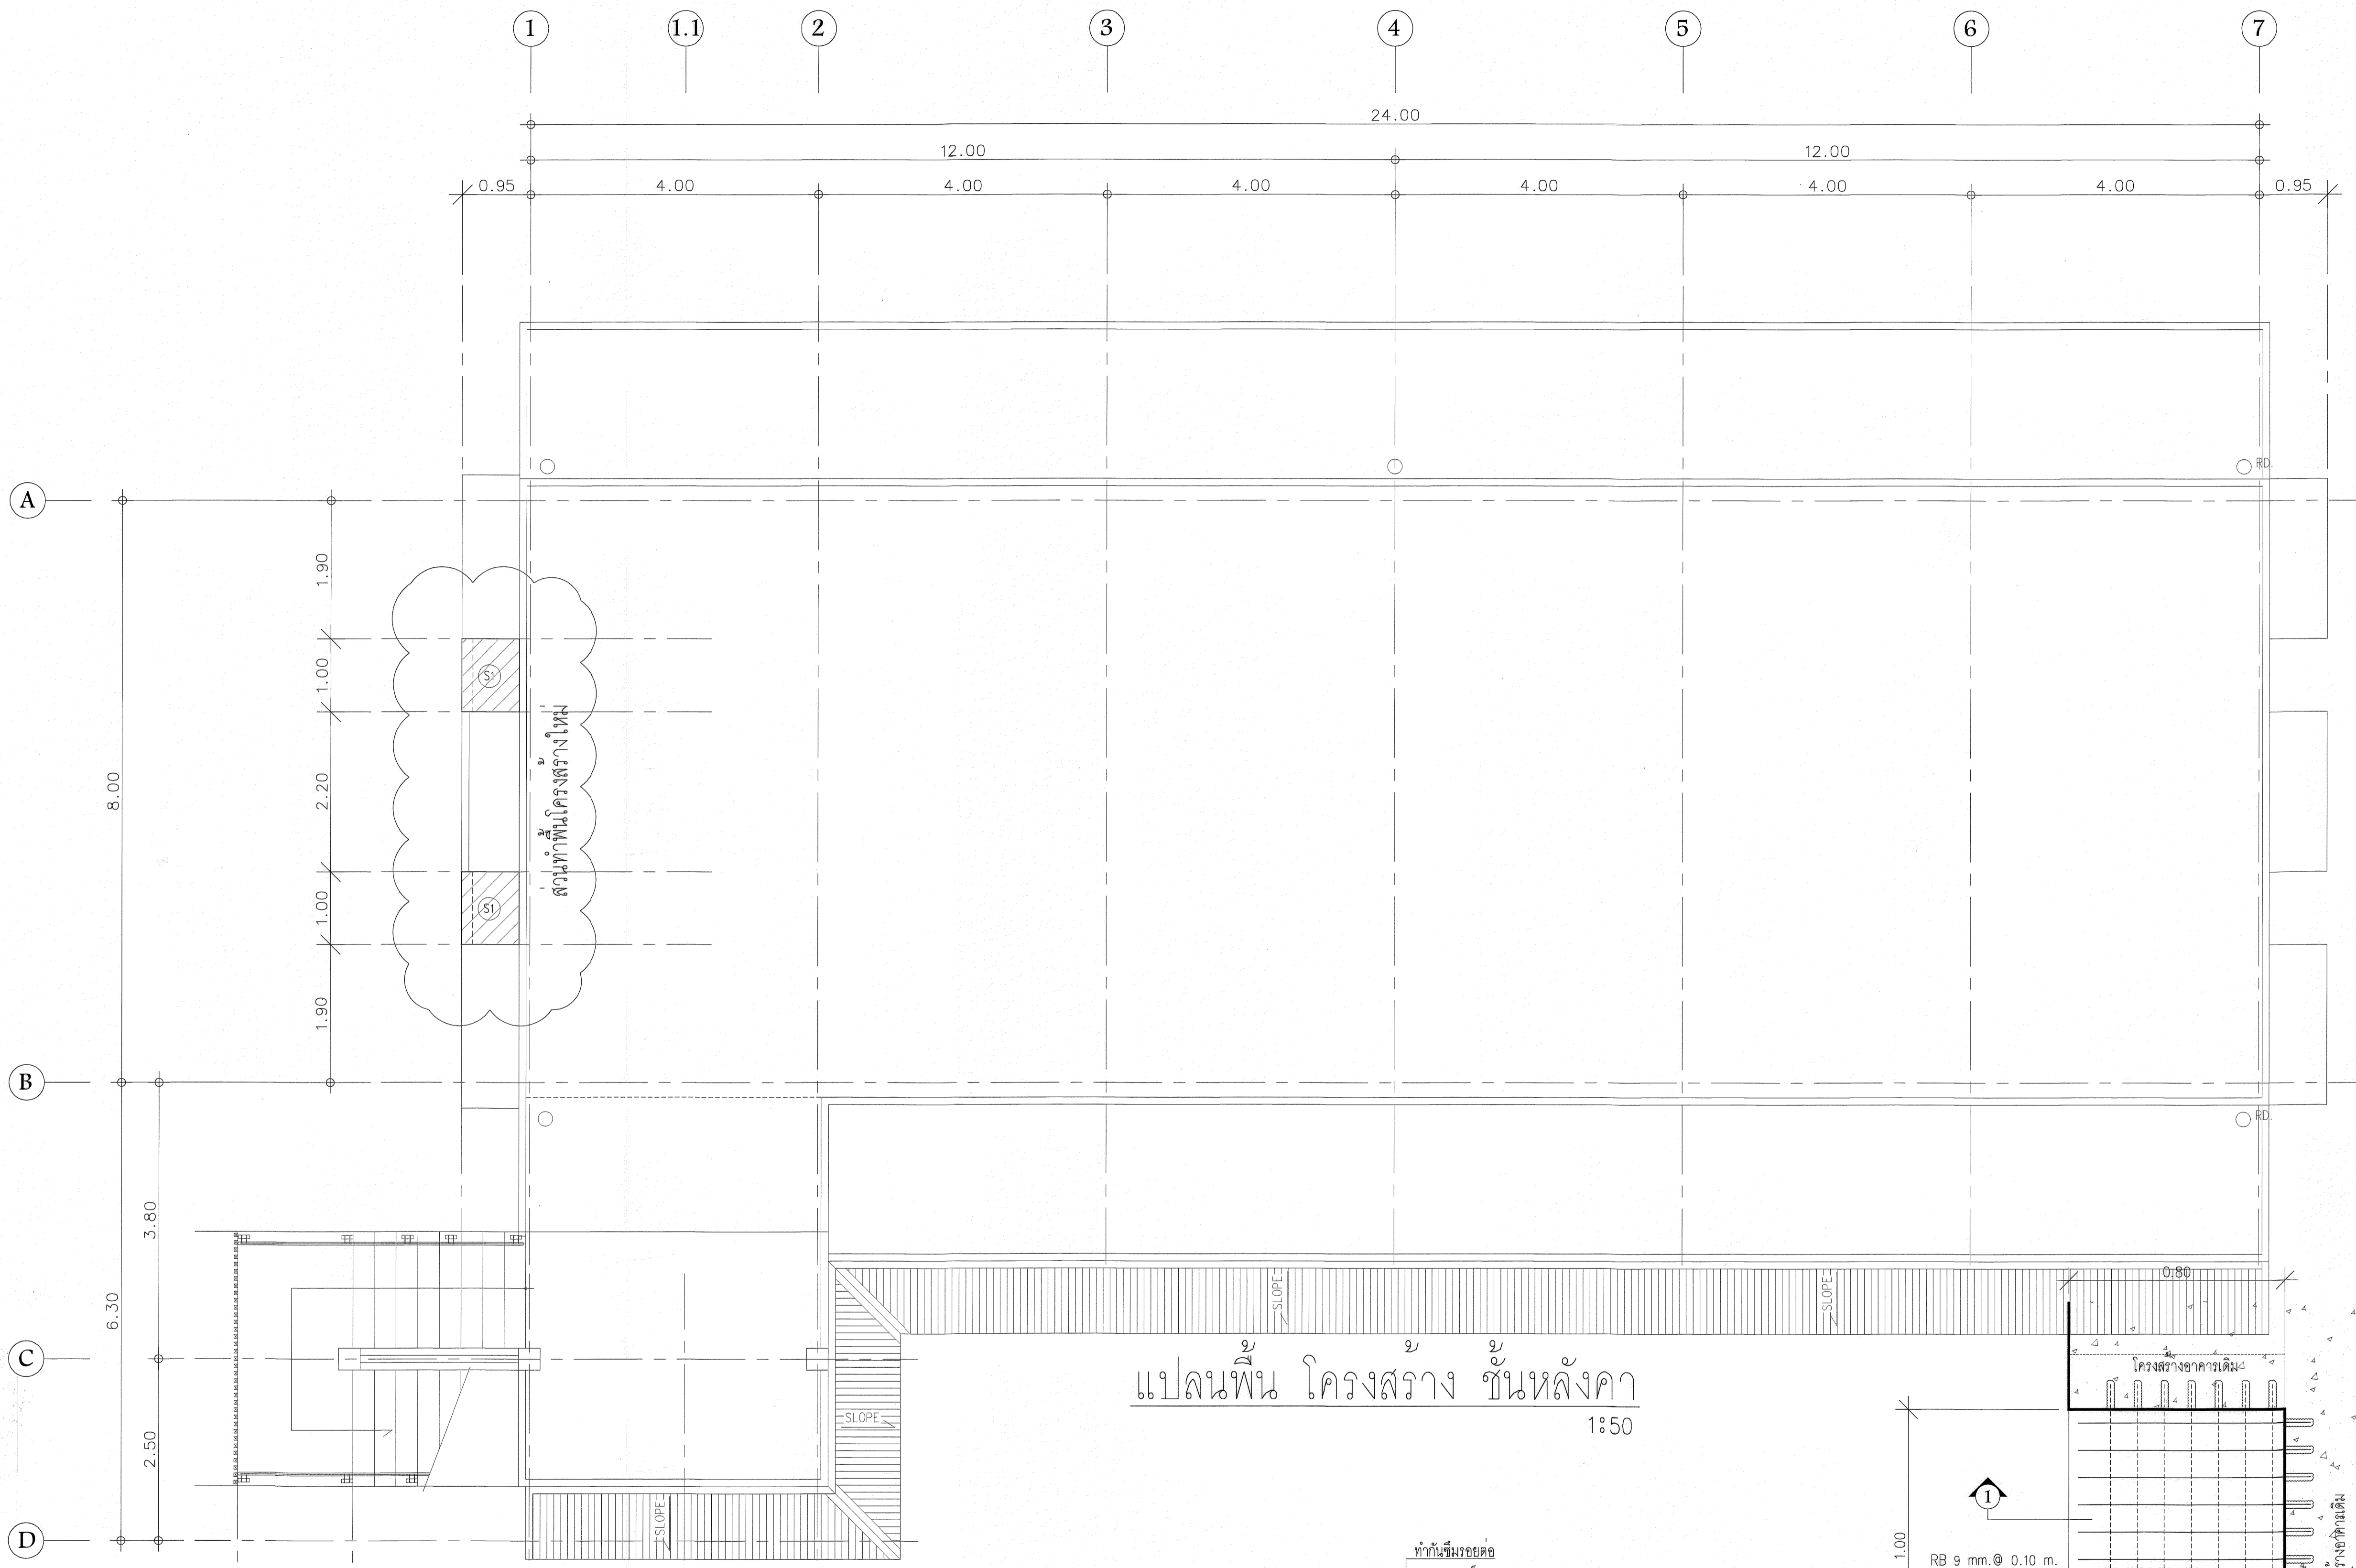 1 1.1 2 3 4 5 6 7
24.00
12.00 12.00
0.95 4.00 4.00 4.00 4.00 4.00 4.00 0.95
RD.
A
1.90
1.00
S1
ส่วนทำพื้นโครงสร้างใหม่
8.00
2.20
1.00
S1
1.90
B
RD.
3.80
6.30
0.80
SLOPE
SLOPE
C
แปลนพื้น โครงสร้าง ชั้นหลังคา
1:50
โครงสร้างอาคารเดิม
SLOPE
2.50
1
SLOPE
D
ทำกันซึมรอยต่อ
1.00
RB 9 mm.@ 0.10 m.